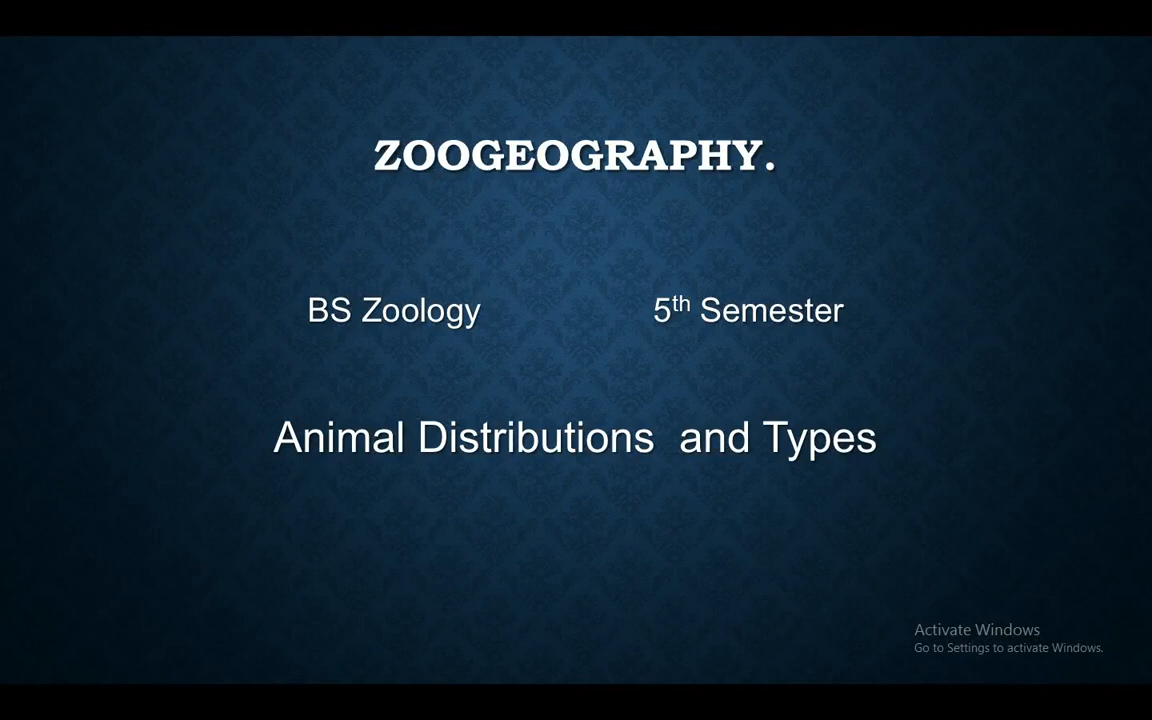 ZOOGEOGRAPHY.
BS Zoology 5th Semester
Animal Distributions and Types
Activate Windows
Go to Settings to activate Windows.